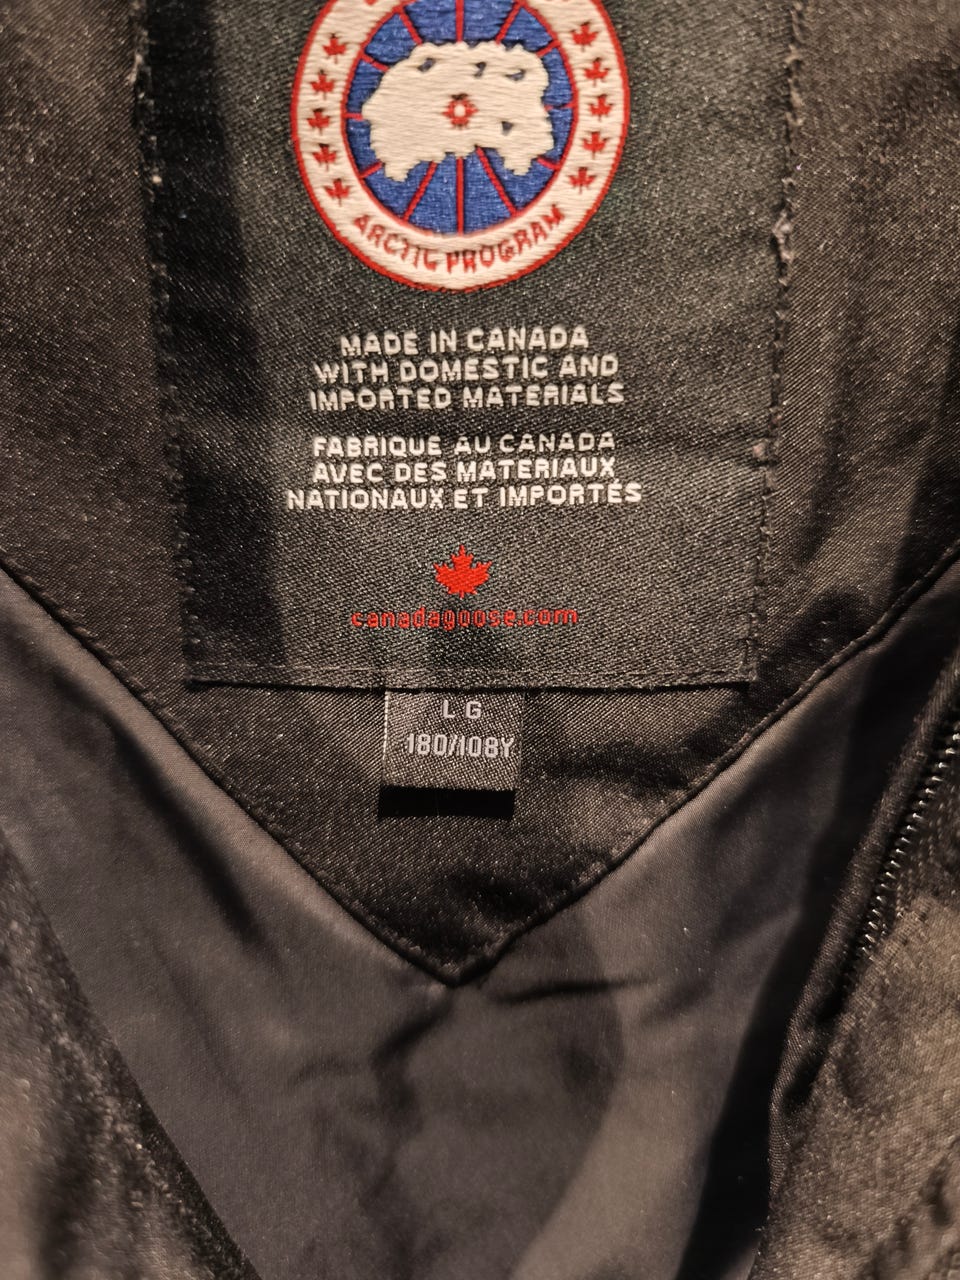 ARCTIC PROGRAM
MADE IN CANADA
WITH DOMESTIC AND
IMPORTED MATERIALS
FABRIQUE AU CANADA
AVEC DES MATERIAUX
NATIONAUX ET IMPORTÉS
canadagoose.com
LG
180/108Y